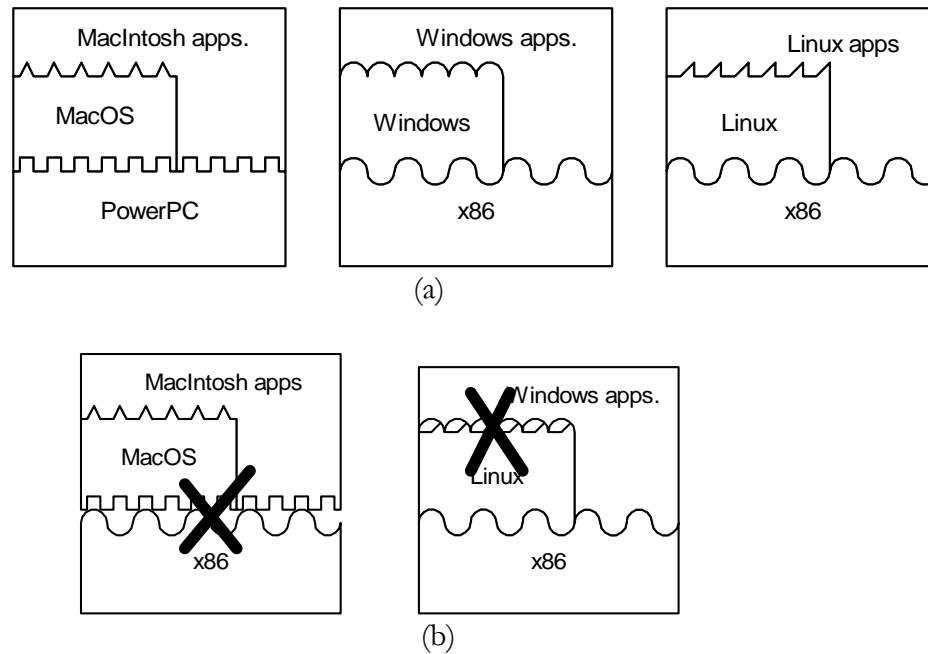 MacIntosh apps.
MacOS
PowerPC
Windows apps.
Windows
x86
Linux apps
Linux
x86
(a)
MacIntosh apps
MacOS
x86
Windows apps.
Linux
x86
(b)